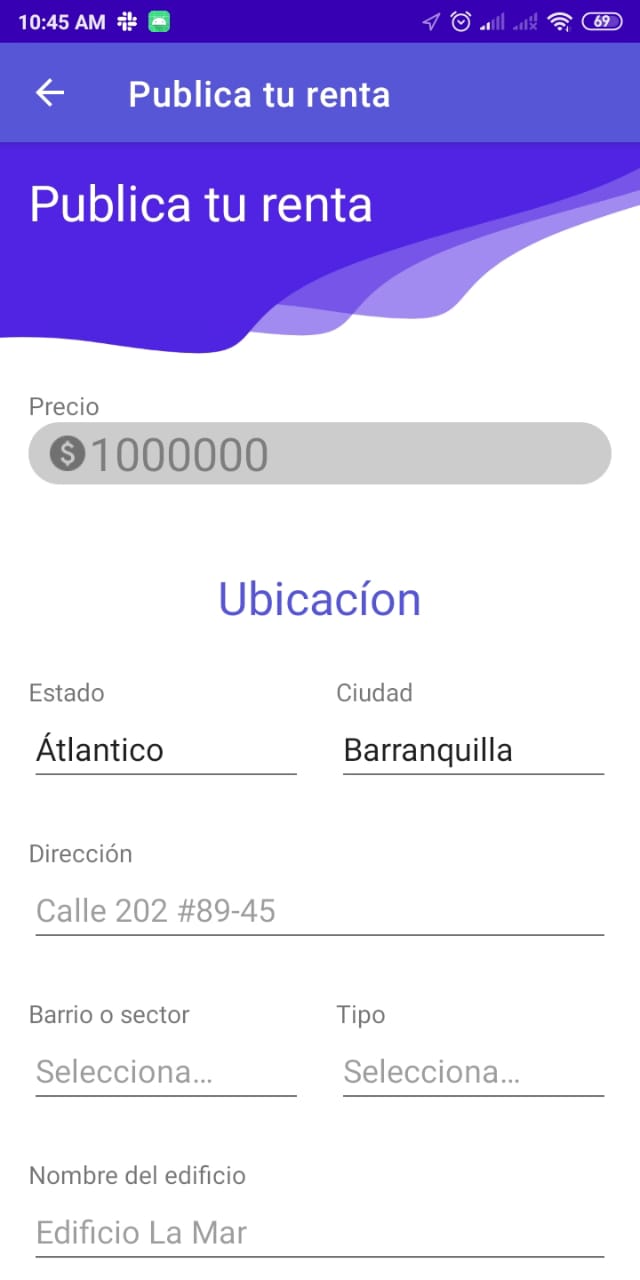 10:45 AM
69
Publica tu renta
Publica tu renta
Precio
$ 1000000
Ubicacíon
Estado
Ciudad
Átlantico
Barranquilla
Dirección
Calle 202 #89-45
Barrio o sector
Tipo
Selecciona...
Selecciona...
Nombre del edificio
Edificio La Mar